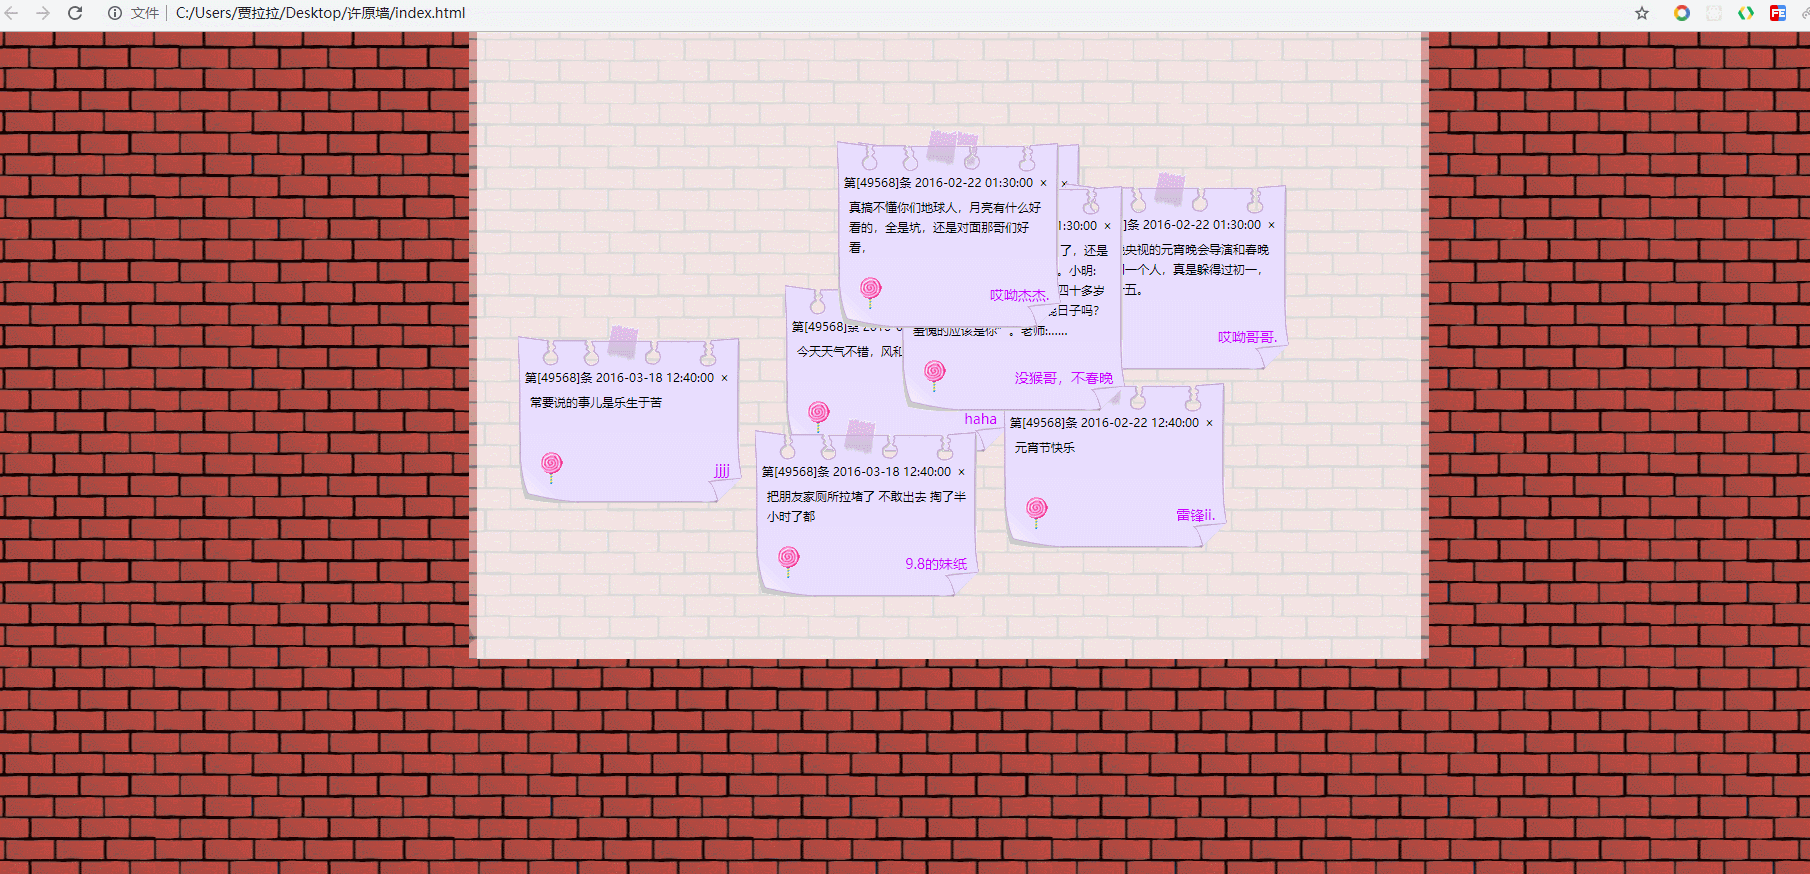 文件
C:/Users/贾拉拉/Desktop/许原墙/index.html
第[49568]条 2016-02-22 01:30:00 ×
真搞不懂你们地球人，月亮有什么好
看的，全是坑，还是对面那哥们好
看，
哎呦杰杰.
×
]条 2016-02-22 01:30:00 ×
央视的元宵晚会导演和春晚
一个人，真是躲得过初一，
五。
哎呦哥哥.
1:30:00 ×
了，还是
。小明:
四十多岁
日子吗?
羞愧的应该是你”。老师:......
没猴哥，不春晚
第[49568]条 2016-0
今天天气不错，风和
haha
第[49568]条 2016-03-18 12:40:00 ×
常要说的事儿是乐生于苦
jjjj
第[49568]条 2016-02-22 12:40:00 ×
元宵节快乐
雷锋ii.
第[49568]条 2016-03-18 12:40:00 ×
把朋友家厕所拉堵了 不敢出去 掏了半
小时了都
9.8的妹纸